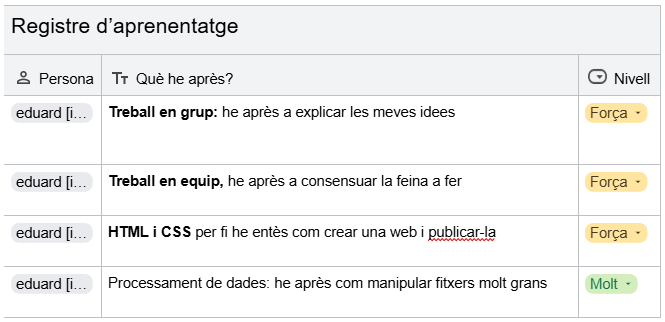 Registre d’aprenentatge
Persona Què he après? Nivell
eduard [i... Treball en grup: he après a explicar les meves idees Força
eduard [i... Treball en equip, he après a consensuar la feina a fer Força
eduard [i... HTML i CSS per fi he entès com crear una web i publicar-la Força
eduard [i... Processament de dades: he après com manipular fitxers molt grans Molt